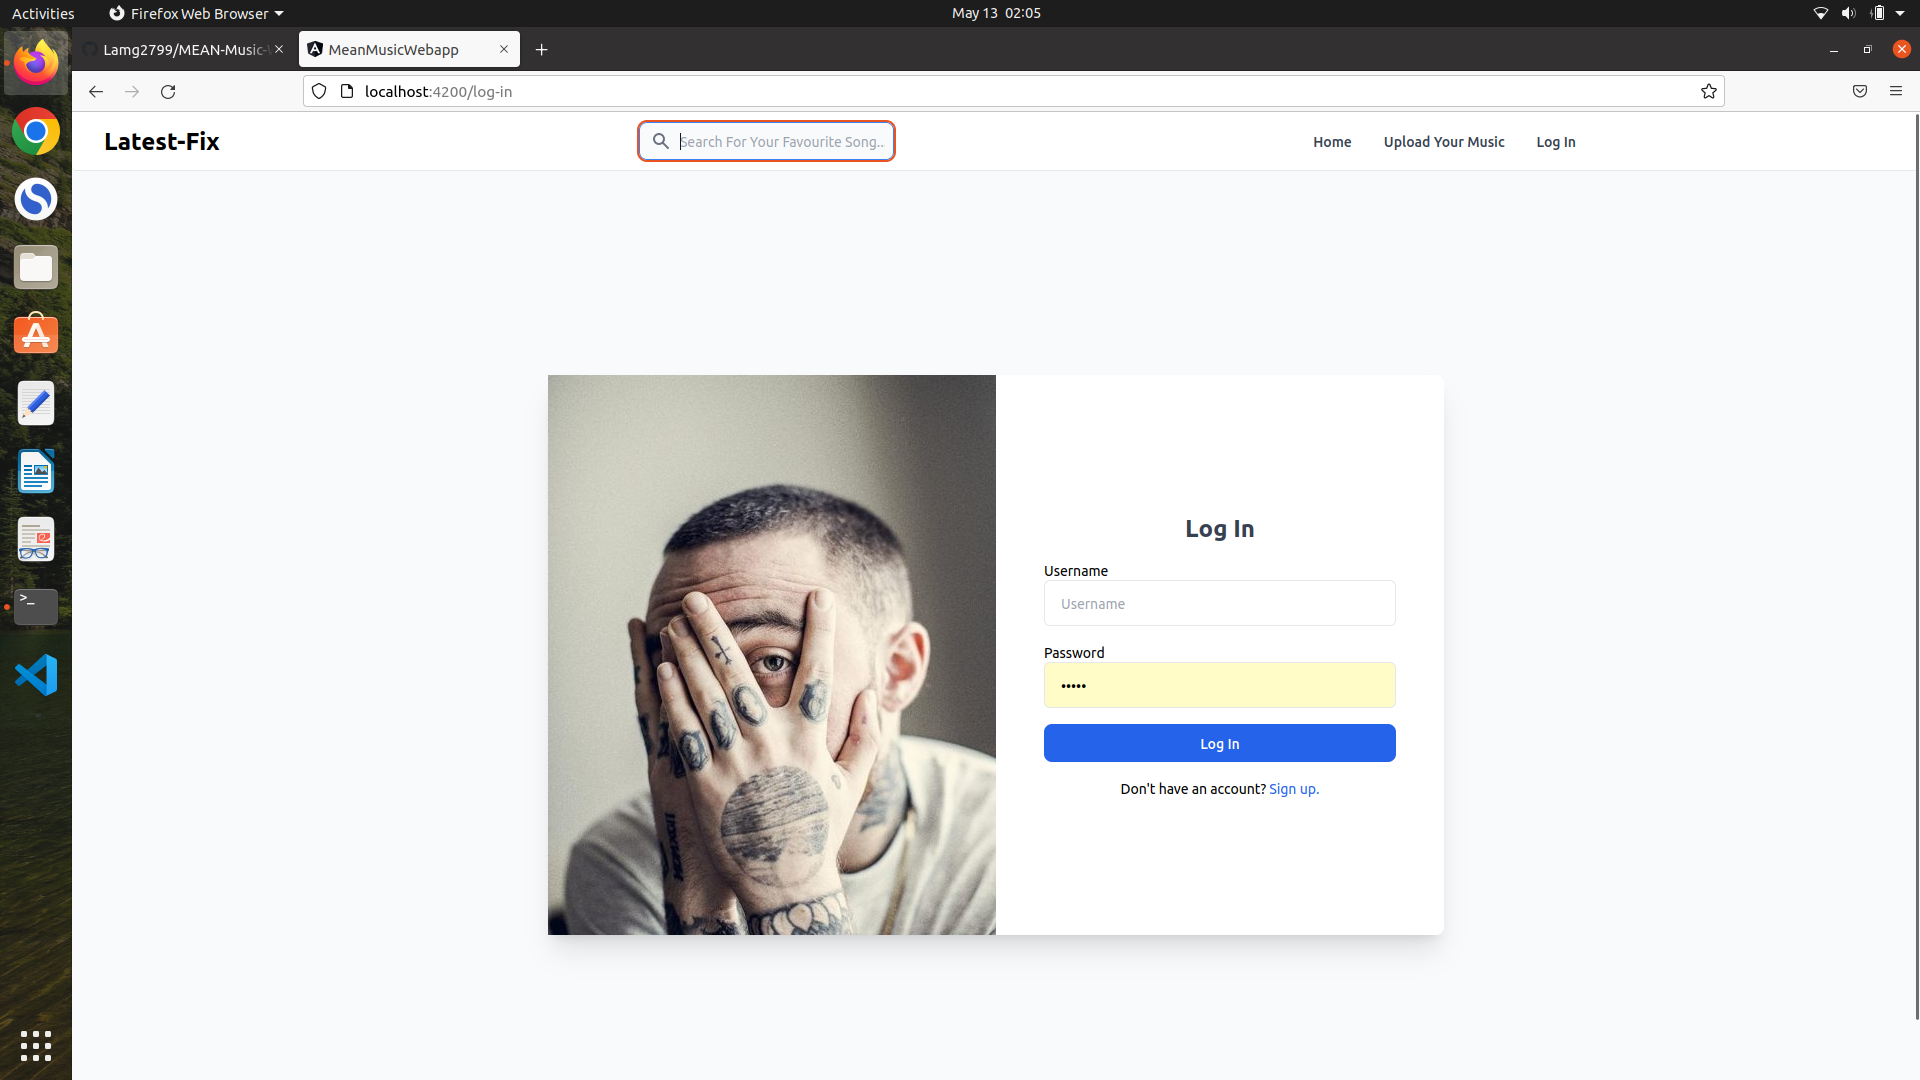 Activities
Firefox Web Browser
May 13 02:05
Lamg2799/MEAN-Music-
MeanMusicWebapp
localhost:4200/log-in
Latest-Fix
Search For Your Favourite Song..
Home
Upload Your Music
Log In
Log In
Username
Username
Password
•••••
Log In
Don't have an account? Sign up.